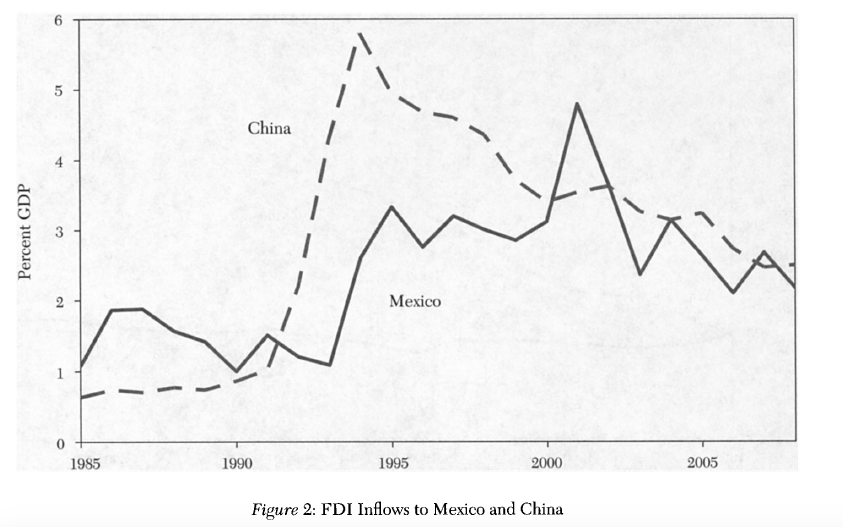 6
5
4
3
2
1
0
Percent GDP
China
Mexico
1985 1990 1995 2000 2005
Figure 2: FDI Inflows to Mexico and China